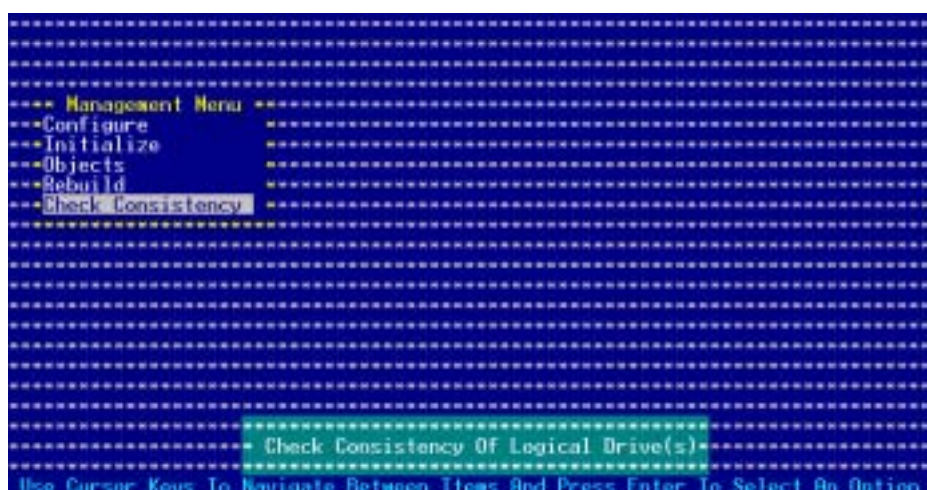 Management Menu
Configure
Initialize
Objects
Rebuild
Check Consistency
Check Consistency Of Logical Drive(s)
Use Cursor Keys To Navigate Between Items And Press Enter To Select An Option